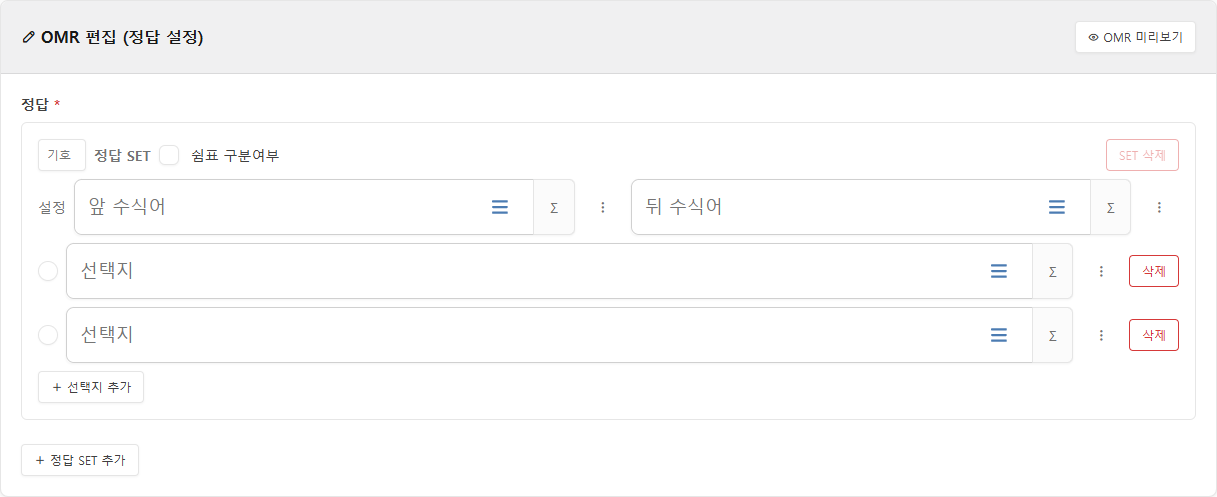 OMR 편집 (정답 설정)
OMR 미리보기
정답 *
기호 정답 SET 쉼표 구분여부 SET 삭제
설정 앞 수식어 Σ 뒤 수식어 Σ
선택지 Σ 삭제
선택지 Σ 삭제
+ 선택지 추가
+ 정답 SET 추가